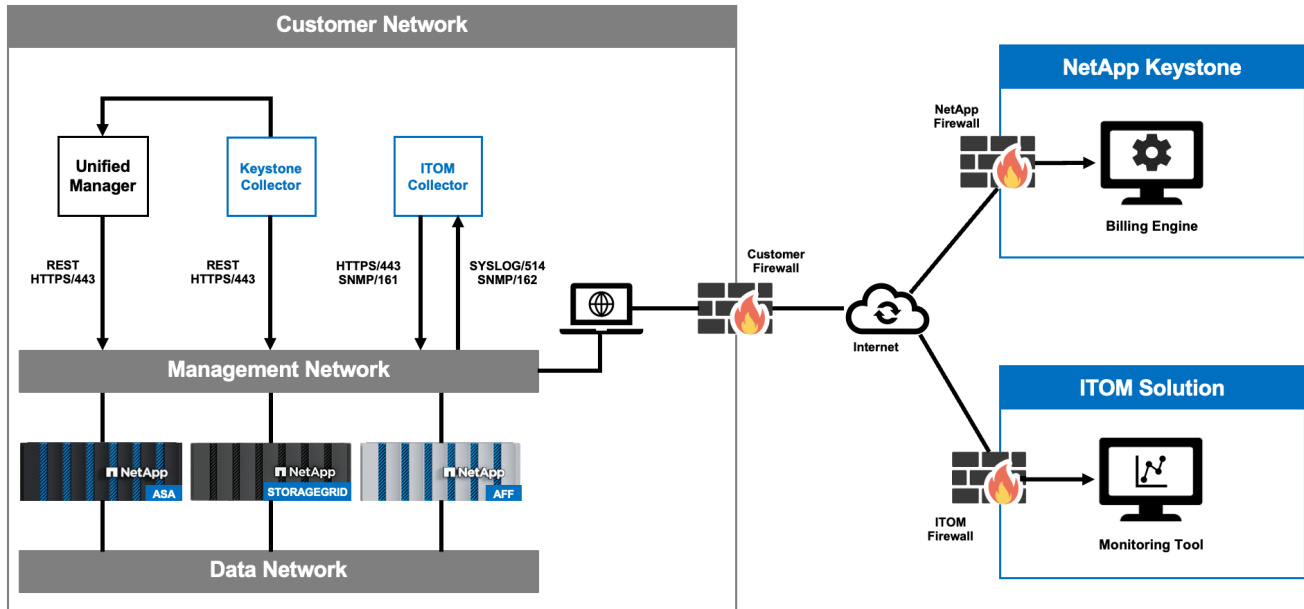 Customer Network
Unified
Manager
Keystone
Collector
ITOM
Collector
REST
HTTPS/443
REST
HTTPS/443
HTTPS/443
SNMP/161
SYSLOG/514
SNMP/162
Management Network
NetApp
ASA
NetApp
STORAGEGRID
NetApp
AFF
Data Network
Customer
Firewall
Internet
NetApp
Firewall
NetApp Keystone
Billing Engine
ITOM Solution
ITOM
Firewall
Monitoring Tool